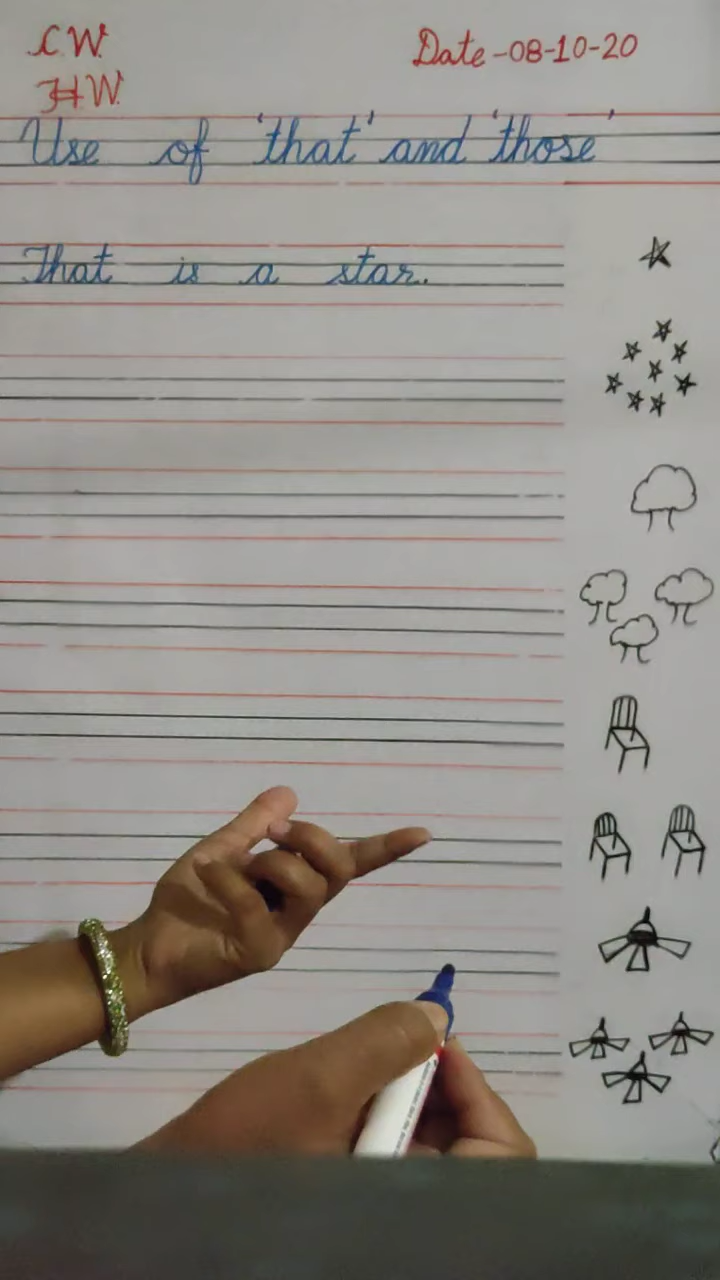 C.W.
Date-08-10-20
H.W.
Use of 'that' and 'those'
That is a star.